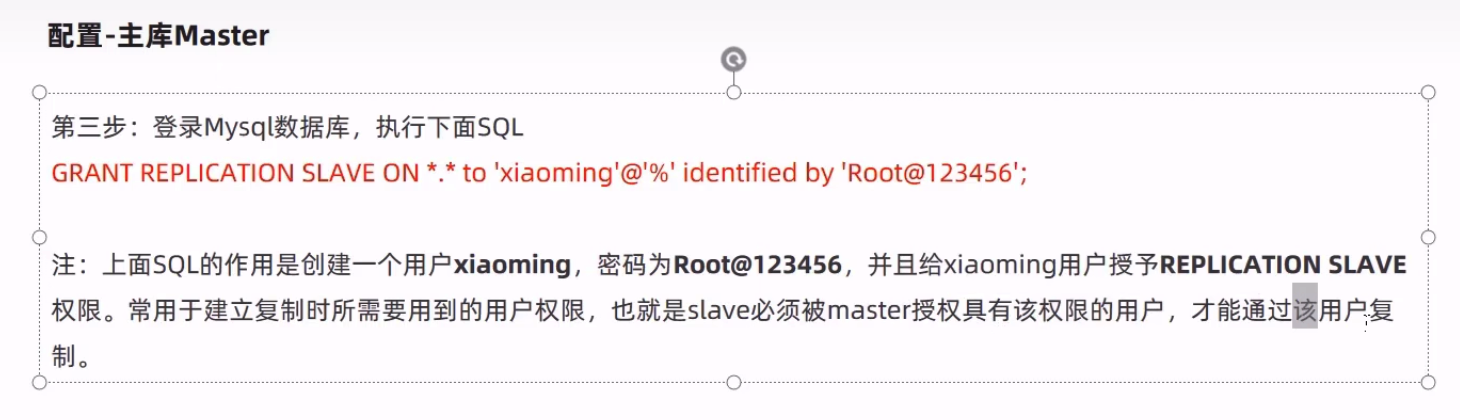 配置-主库Master
第三步：登录Mysql数据库，执行下面SQL
GRANT REPLICATION SLAVE ON *.* to 'xiaoming'@'%' identified by 'Root@123456';
注：上面SQL的作用是创建一个用户xiaoming，密码为Root@123456，并且给xiaoming用户授予REPLICATION SLAVE
权限。常用于建立复制时所需要用到的用户权限，也就是slave必须被master授权具有该权限的用户，才能通过该用户复
制。